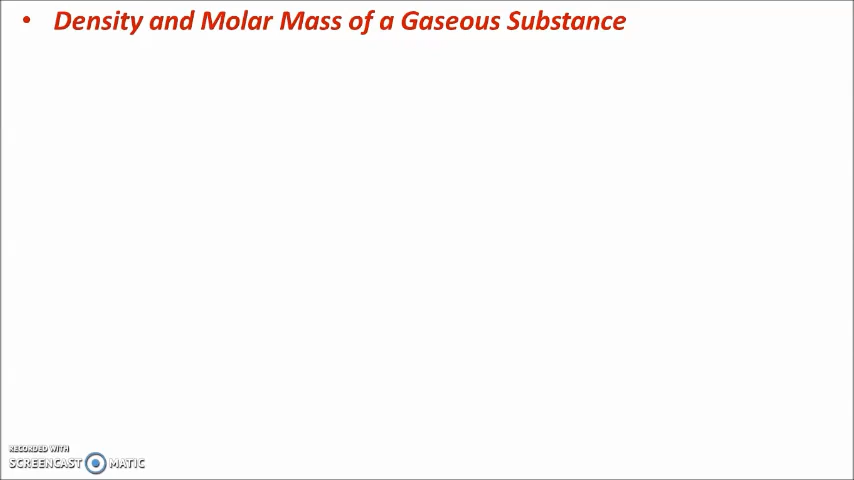 • Density and Molar Mass of a Gaseous Substance
RECORDED WITH
SCREENCAST MATIC